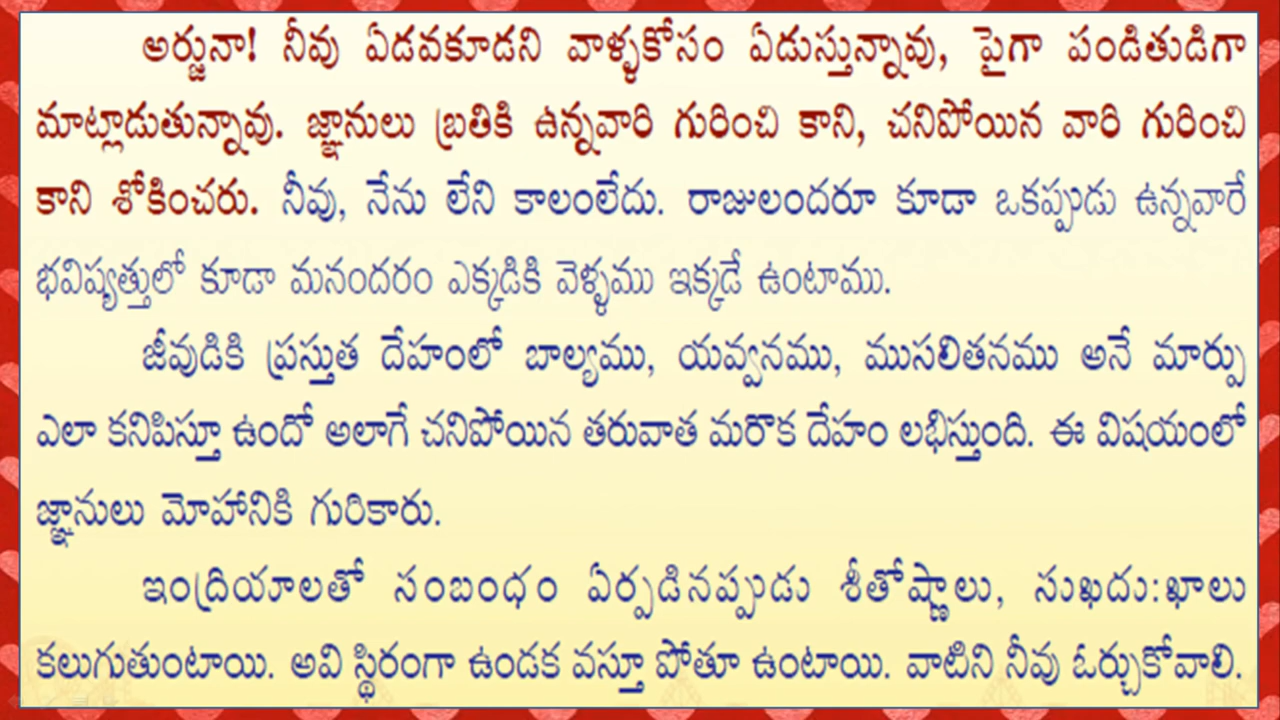 అర్జునా! నీవు ఏడవకూడని వాళ్ళకోసం ఏడుస్తున్నావు, పైగా పండితుడిగా
మాట్లాడుతున్నావు. జ్ఞానులు బ్రతికి ఉన్నవారి గురించి కాని, చనిపోయిన వారి గురించి
కాని శోకించరు. నీవు, నేను లేని కాలంలేదు. రాజులందరూ కూడా ఒకప్పుడు ఉన్నవారే
భవిష్యత్తులో కూడా మనందరం ఎక్కడికి వెళ్ళము ఇక్కడే ఉంటాము.
జీవుడికి ప్రస్తుత దేహంలో బాల్యము, యవ్వనము, ముసలితనము అనే మార్పు
ఎలా కనిపిస్తూ ఉందో అలాగే చనిపోయిన తరువాత మరొక దేహం లభిస్తుంది. ఈ విషయంలో
జ్ఞానులు మోహానికి గురికారు.
ఇంద్రియాలతో సంబంధం ఏర్పడినప్పుడు శీతోష్ణాలు, సుఖదు:ఖాలు
కలుగుతుంటాయి. అవి స్థిరంగా ఉండక వస్తూ పోతూ ఉంటాయి. వాటిని నీవు ఓర్చుకోవాలి.